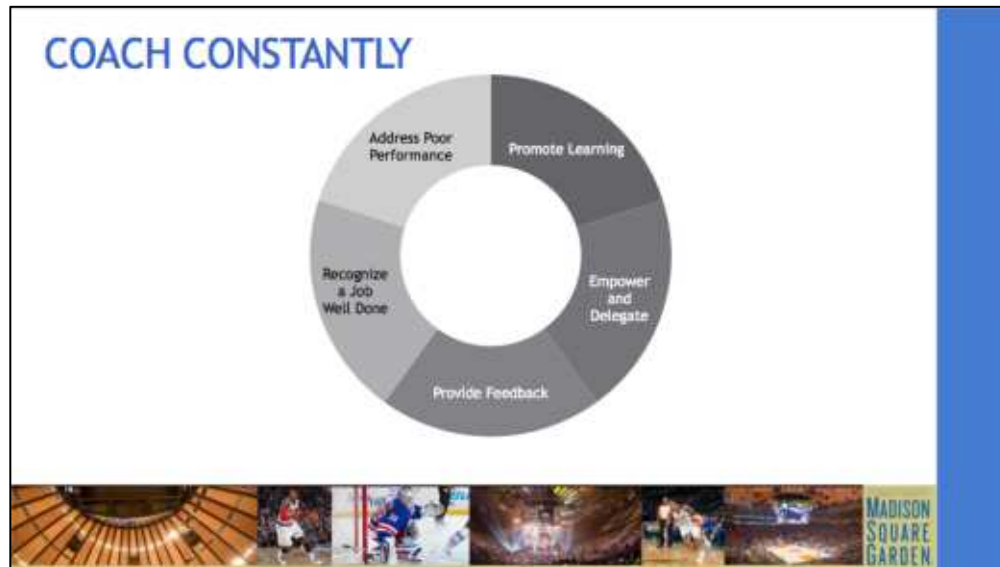 COACH CONSTANTLY
Address Poor
Performance
Promote Learning
Recognize
a Job
Well Done
Empower
and
Delegate
Provide Feedback
MADISON
SQUARE
GARDEN